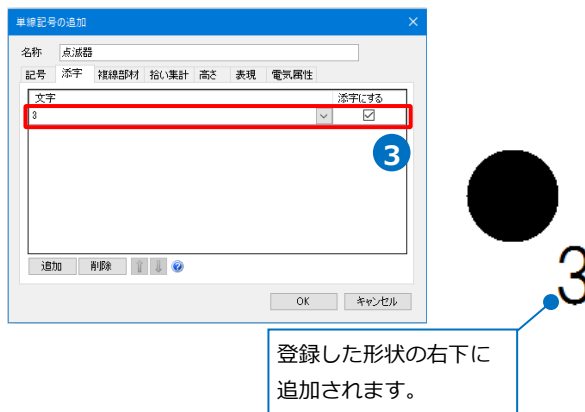 単線記号の追加
名称 点滅器
記号 添字 複線部材 拾い集計 高さ 表現 電気属性
文字 添字にする
3
3
追加 削除
OK キャンセル
3
登録した形状の右下に
追加されます。